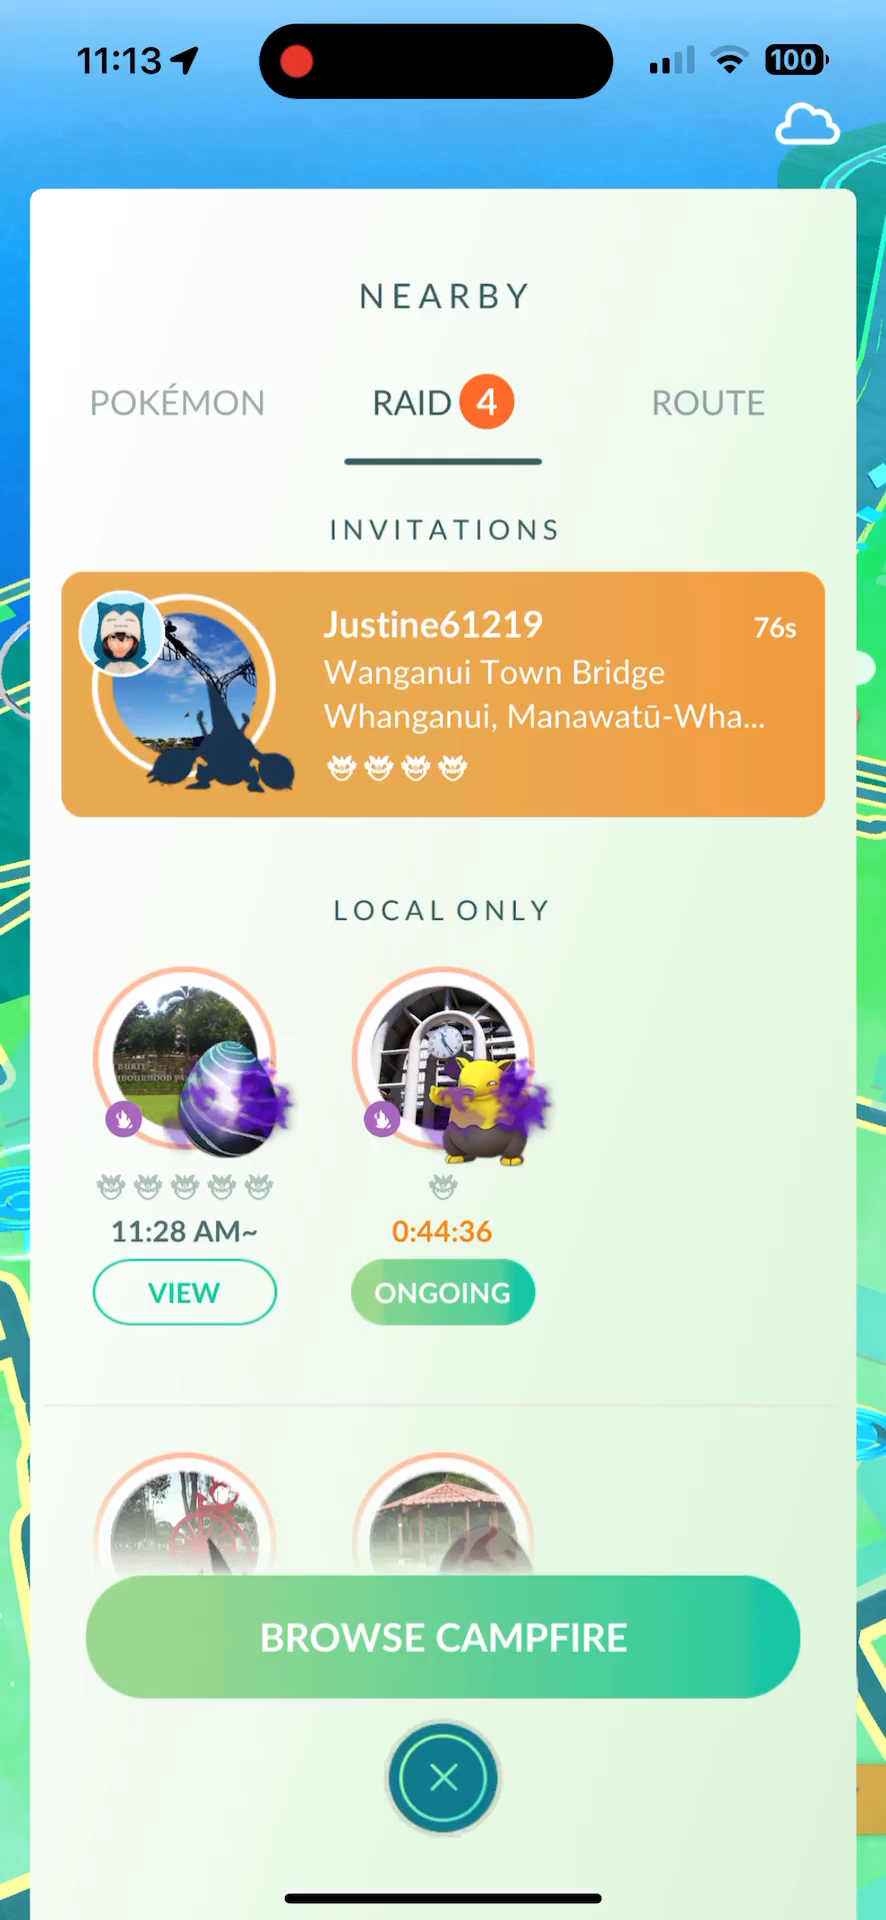 11:13
100
NEARBY
POKÉMON
RAID 4
ROUTE
INVITATIONS
Justine61219
76s
Wanganui Town Bridge
Whanganui, Manawatū-Wha...
LOCAL ONLY
BUKIT
11:28 AM~
0:44:36
VIEW
ONGOING
BROWSE CAMPFIRE